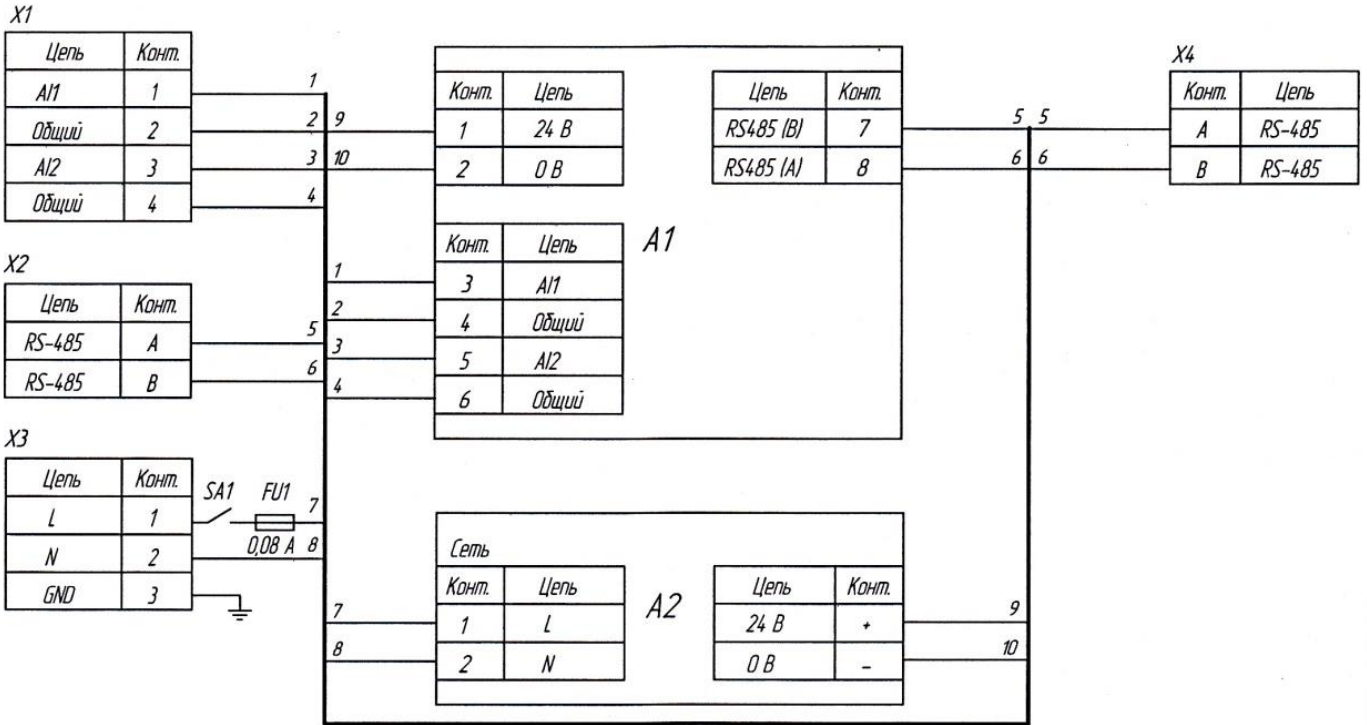 X1
Цепь Конт.
AI1 1
Общий 2
AI2 3
Общий 4
1
2
3
4
X2
Цепь Конт.
RS-485 A
RS-485 B
5
6
X3
Цепь Конт.
L 1
N 2
GND 3
SA1 FU1
0,08 A
7
8
9
10
1
2
3
4
7
8
Конт. Цепь
1 24 В
2 0 В
Конт. Цепь
3 AI1
4 Общий
5 AI2
6 Общий
A1
Цепь Конт.
RS485 (B) 7
RS485 (A) 8
5 5
6 6
X4
Конт. Цепь
A RS-485
B RS-485
Сеть
Конт. Цепь
1 L
2 N
A2
Цепь Конт.
24 В +
0 В –
9
10